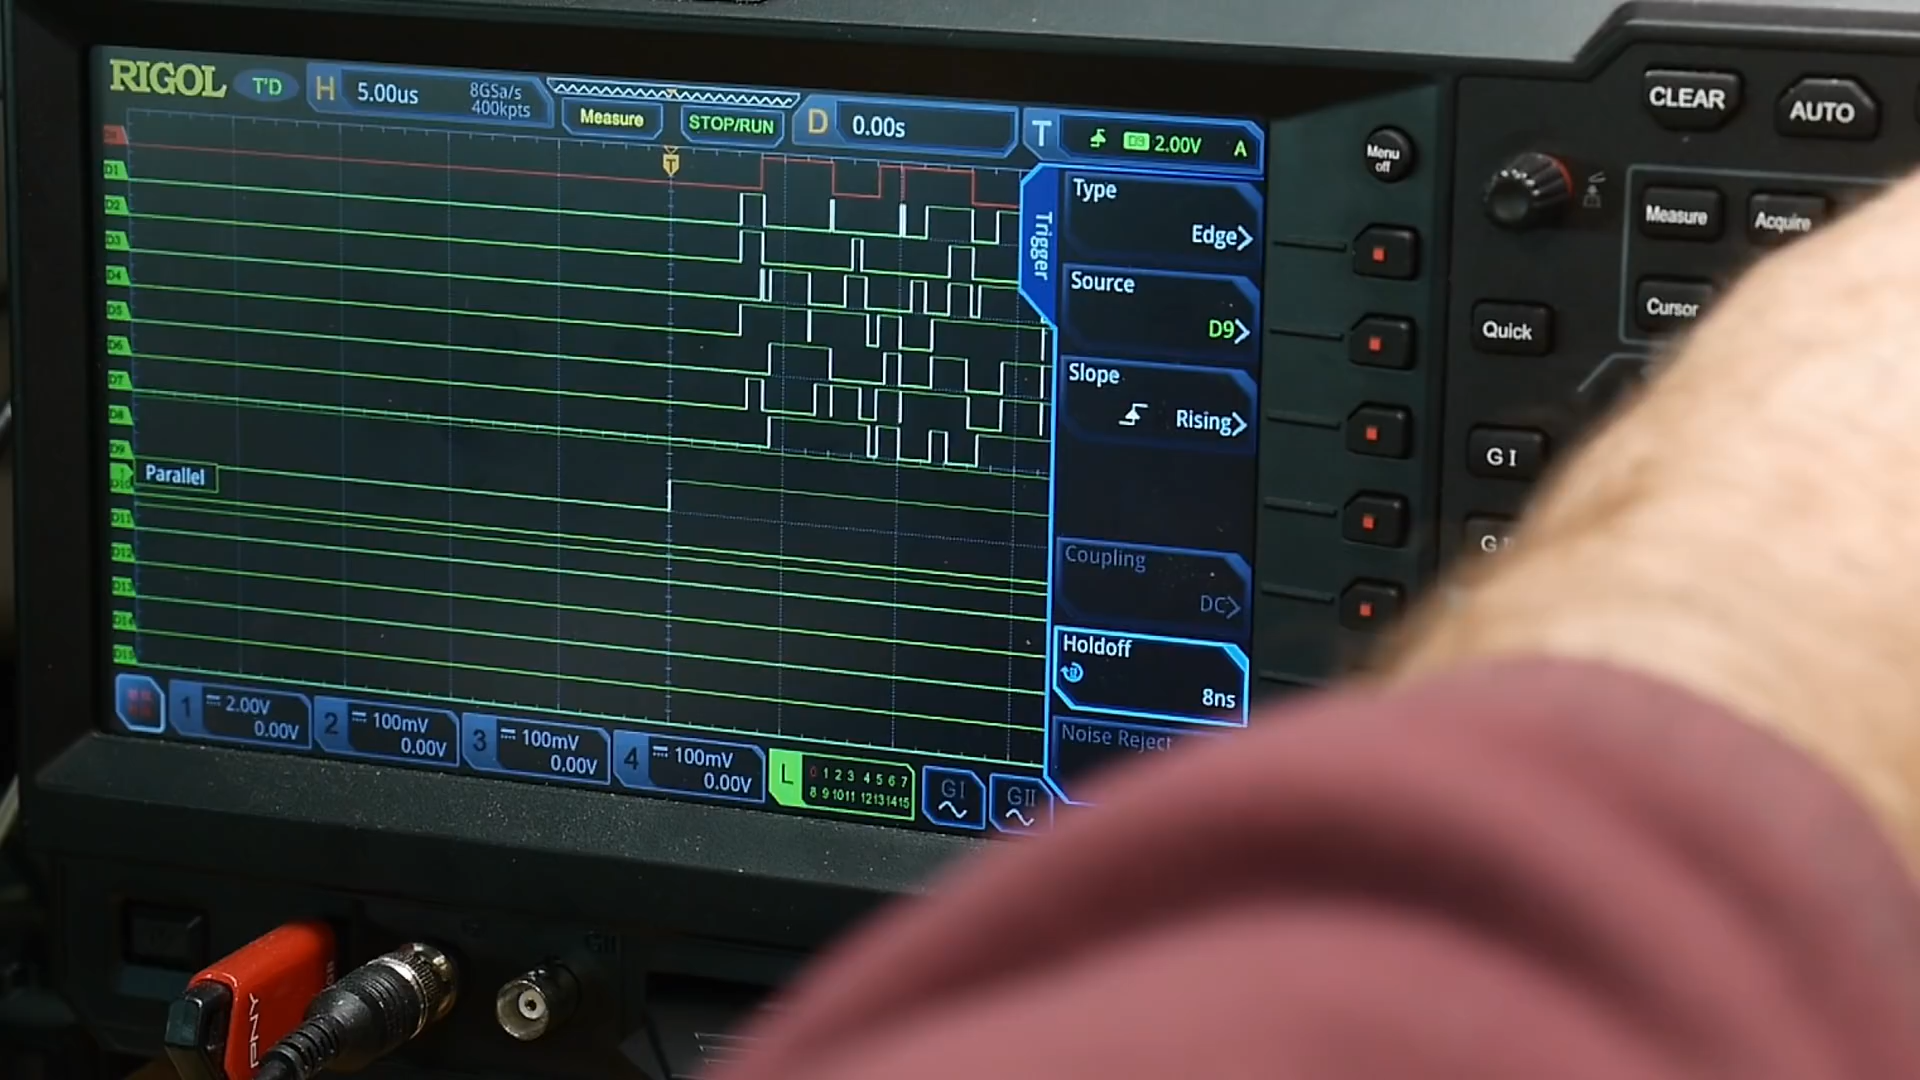 RIGOL T'D H 5.00us 8GSa/s 400kpts Measure STOP/RUN D 0.00s T D9 2.00V A
D1
D2
D3
D4
D5
D6
D7
D8
D9
Parallel
D10
D11
D12
D13
D14
D15
Trigger
Type
Edge
Source
D9
Slope
Rising
Coupling
DC
Holdoff
8ns
Noise Reject
1 2.00V 0.00V
2 100mV 0.00V
3 100mV 0.00V
4 100mV 0.00V
L 0 1 2 3 4 5 6 7
8 9 10 11 12 13 14 15
GI
GII
CLEAR
AUTO
Menu
off
Measure
Acquire
Cursor
Quick
G I
G
PNY